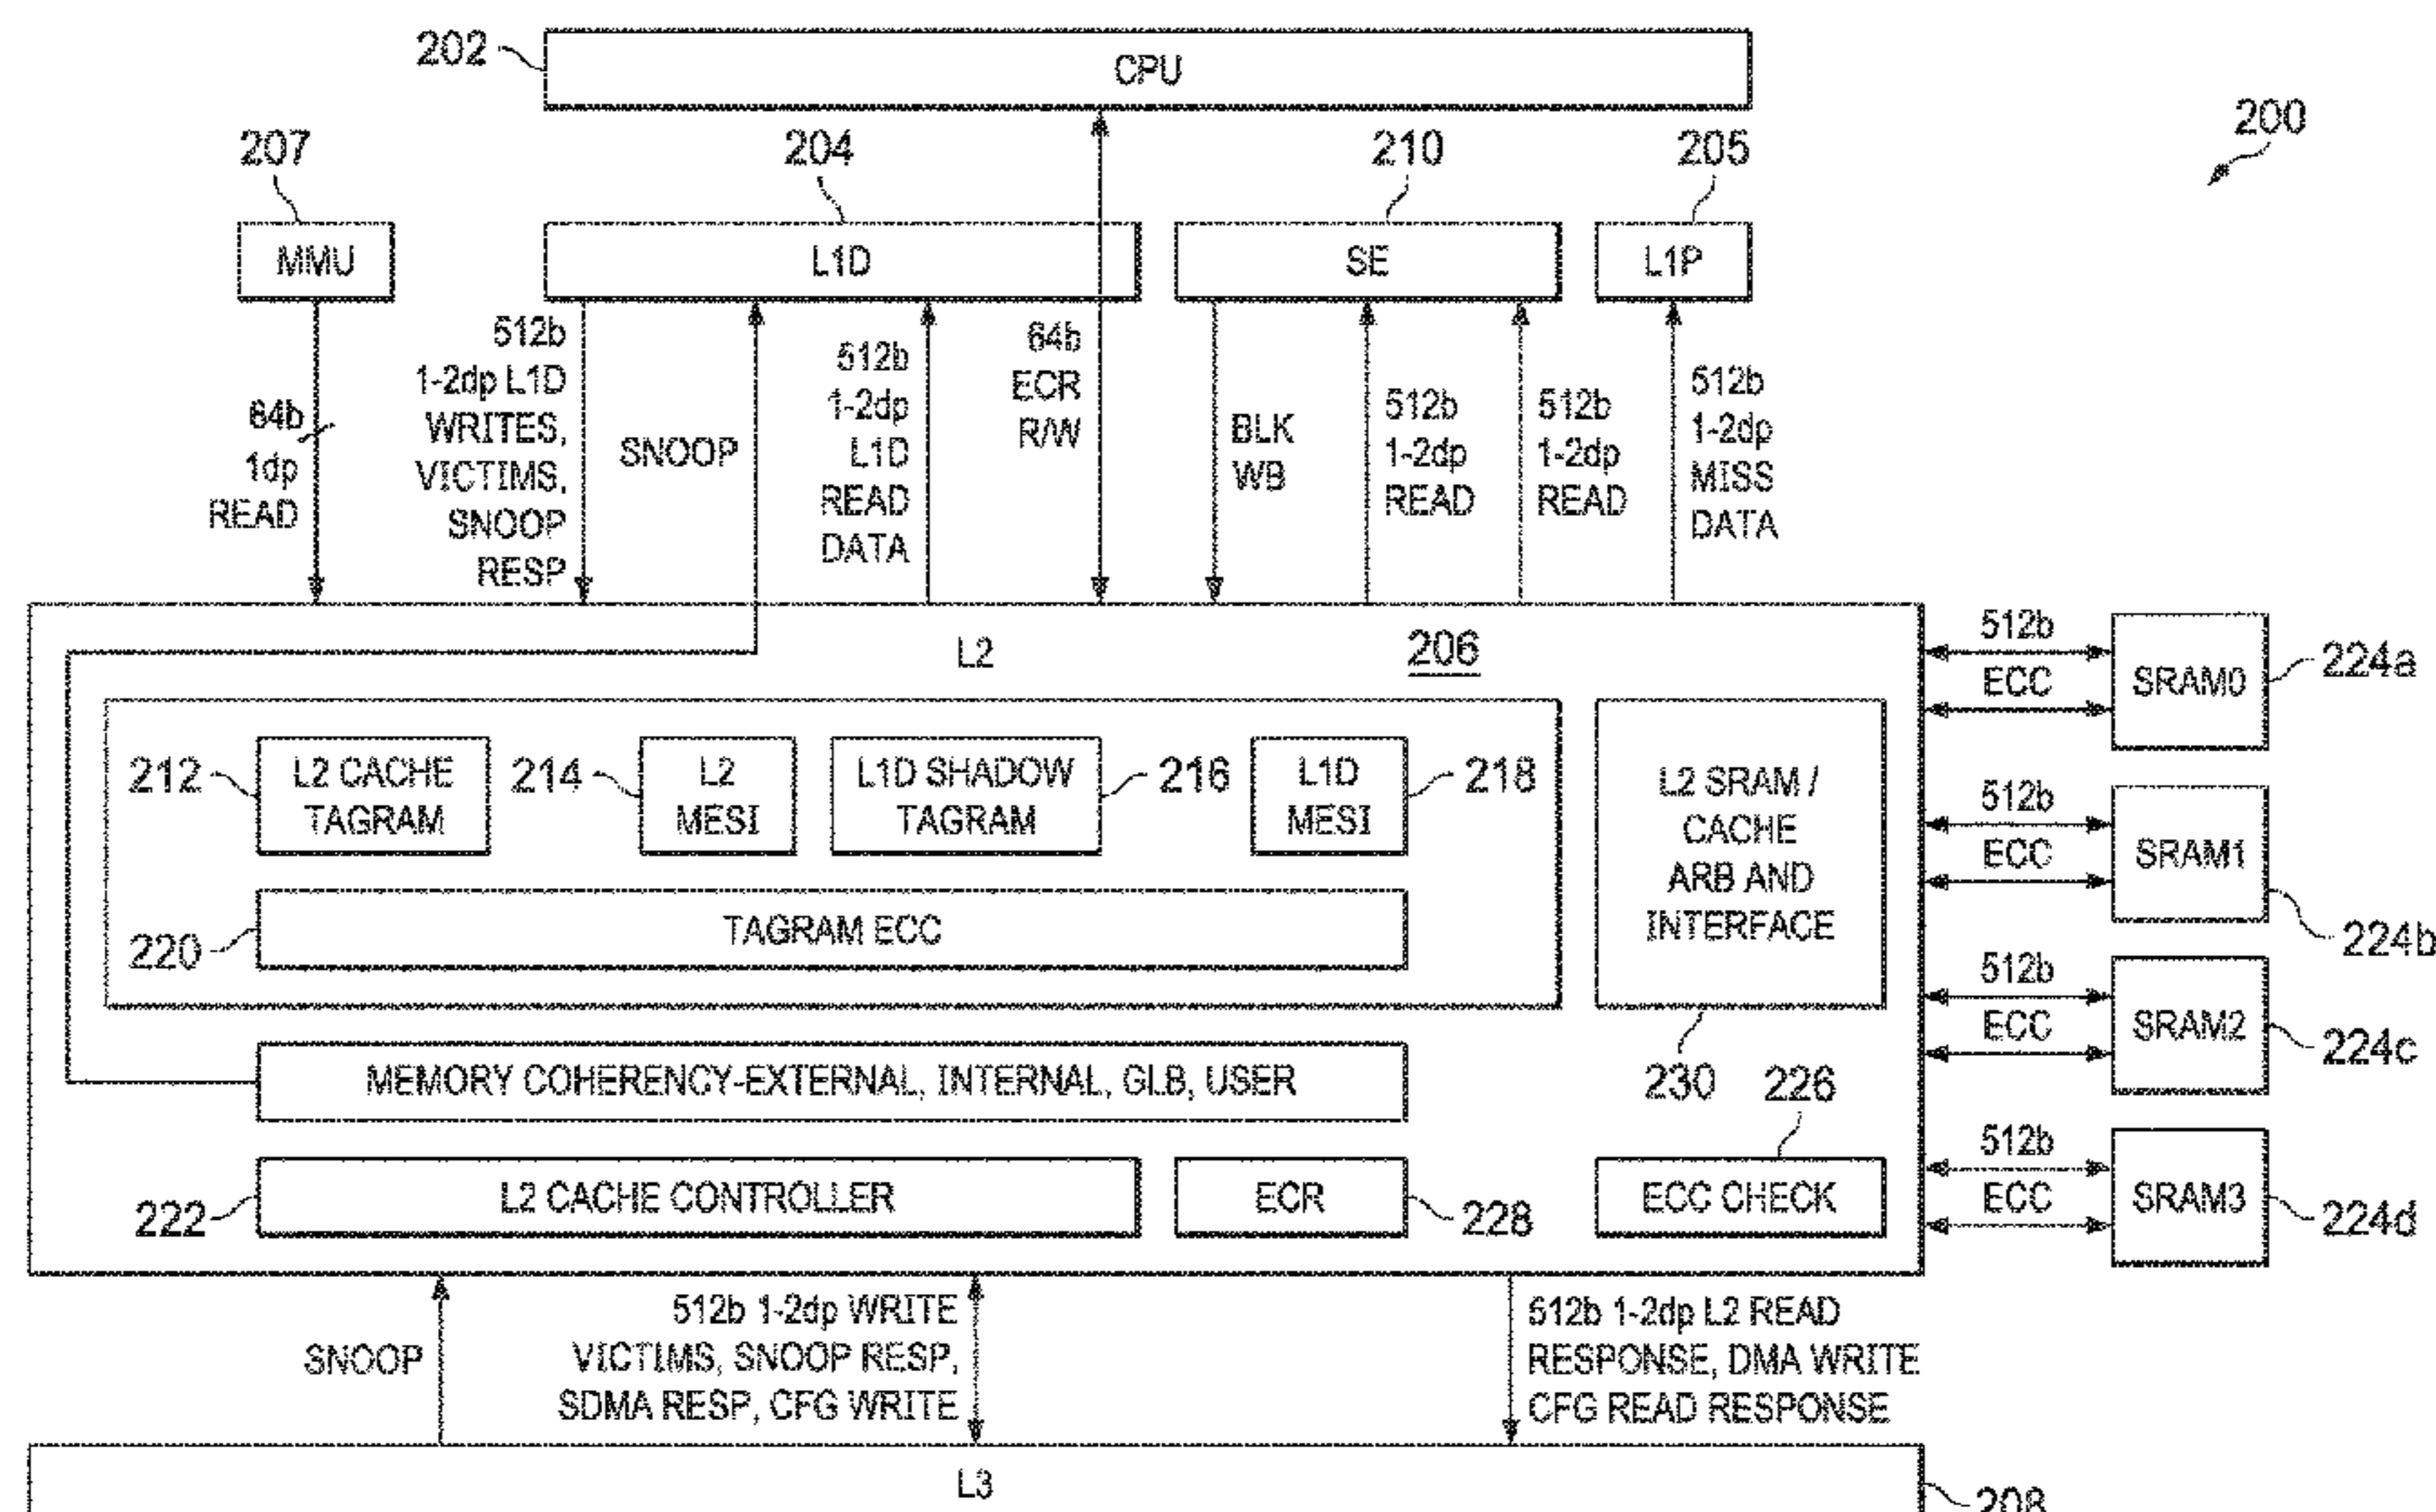 202
CPU
200
207
204
210
205
MMU
L1D
SE
L1P
64b
1dp
READ
512b
1-2dp L1D
WRITES,
VICTIMS,
SNOOP
RESP
SNOOP
512b
1-2dp
L1D
READ
DATA
64b
ECR
R/W
BLK
WB
512b
1-2dp
READ
512b
1-2dp
READ
512b
1-2dp
MISS
DATA
L2
206
212
L2 CACHE
TAGRAM
214
L2
MESI
L1D SHADOW
TAGRAM
216
L1D
MESI
218
L2 SRAM /
CACHE
ARB AND
INTERFACE
230
220
TAGRAM ECC
MEMORY COHERENCY-EXTERNAL, INTERNAL, GLB, USER
222
L2 CACHE CONTROLLER
ECR
228
226
ECC CHECK
512b
ECC
SRAM0
224a
512b
ECC
SRAM1
224b
512b
ECC
SRAM2
224c
512b
ECC
SRAM3
224d
SNOOP
512b 1-2dp WRITE
VICTIMS, SNOOP RESP,
SDMA RESP, CFG WRITE
512b 1-2dp L2 READ
RESPONSE, DMA WRITE
CFG READ RESPONSE
L3
208